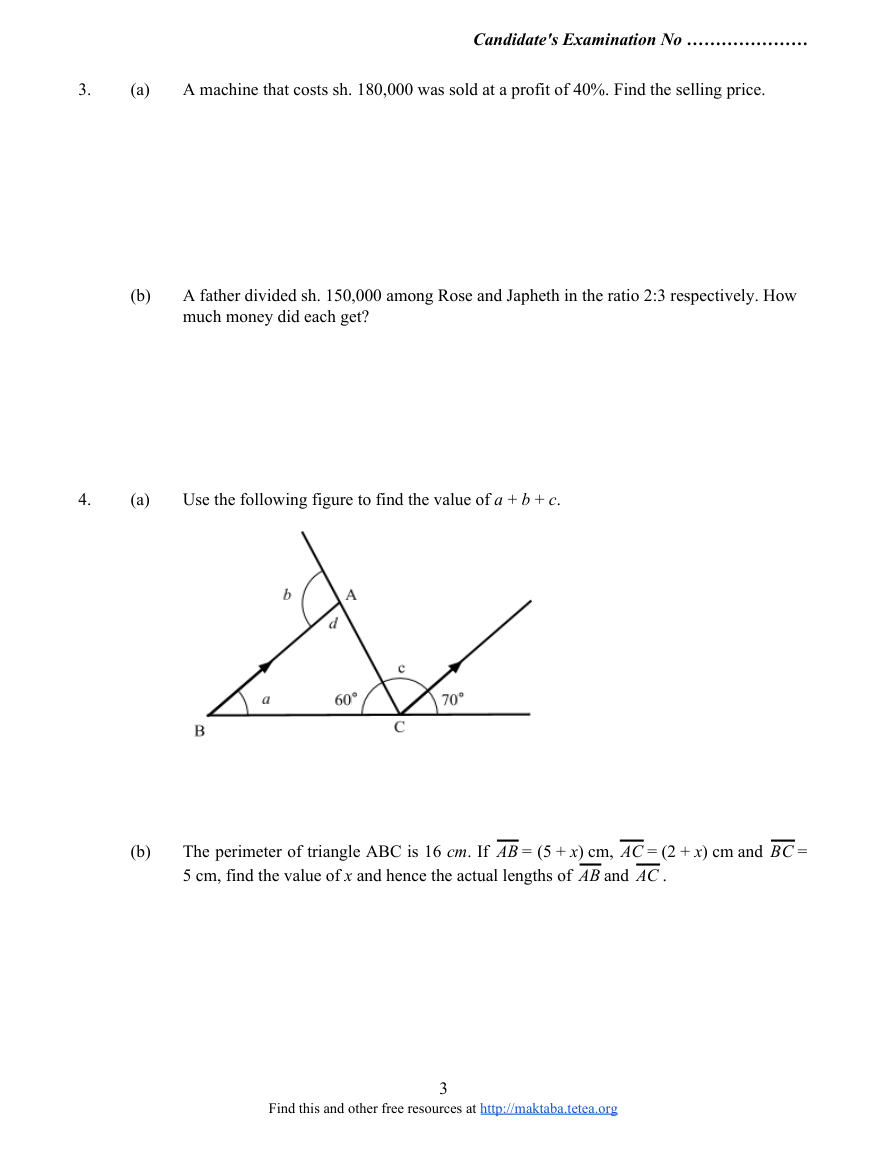 Candidate's Examination No …………………
3. (a) A machine that costs sh. 180,000 was sold at a profit of 40%. Find the selling price.
(b) A father divided sh. 150,000 among Rose and Japheth in the ratio 2:3 respectively. How
much money did each get?
4. (a) Use the following figure to find the value of a + b + c.
b
A
d
c
a
60°
70°
B
C
(b) The perimeter of triangle ABC is 16 cm. If AB = (5 + x) cm, AC = (2 + x) cm and BC =
5 cm, find the value of x and hence the actual lengths of AB and AC .
3
Find this and other free resources at http://maktaba.tetea.org